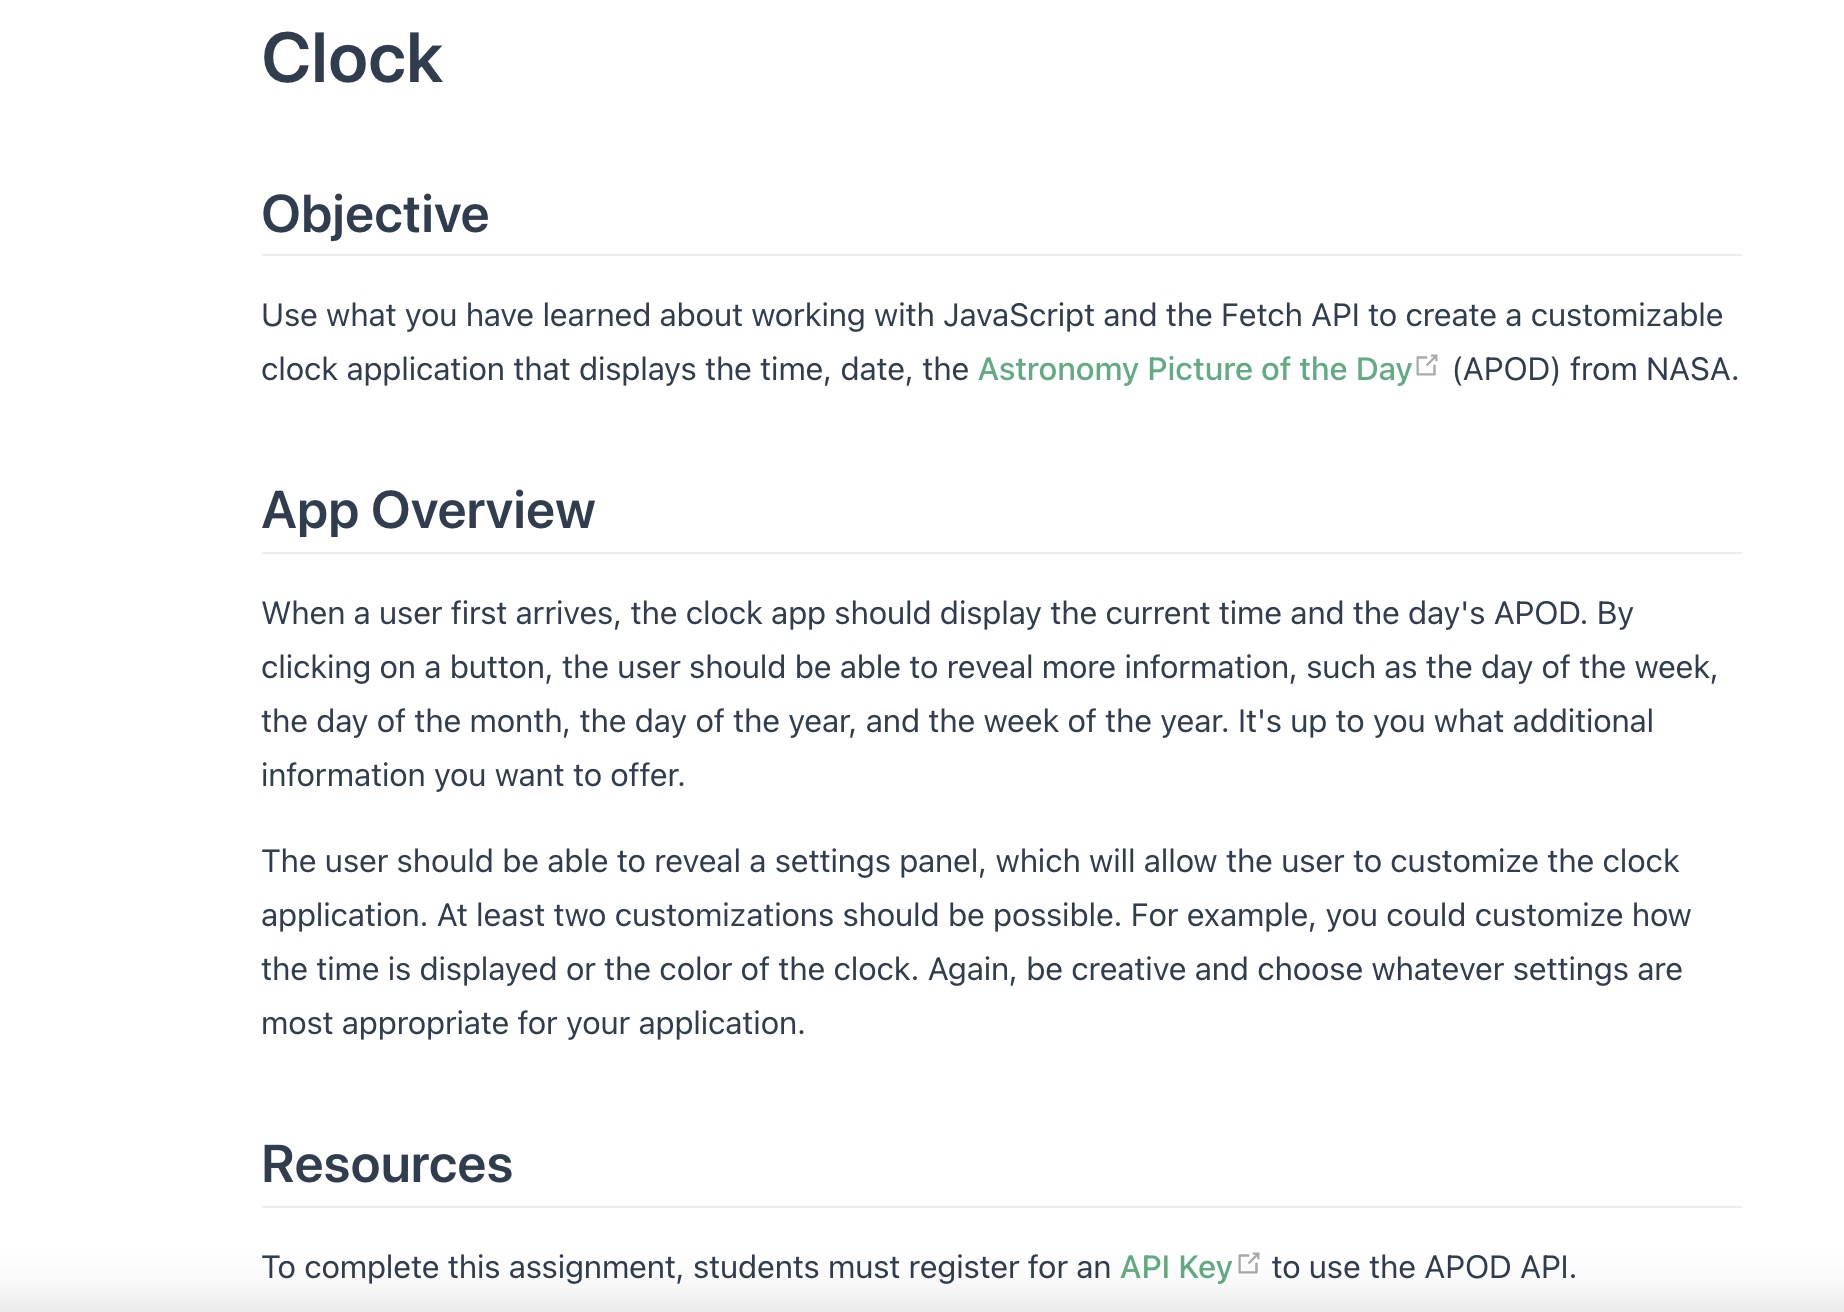 Clock
Objective
Use what you have learned about working with JavaScript and the Fetch API to create a customizable
clock application that displays the time, date, the Astronomy Picture of the Day (APOD) from NASA.
App Overview
When a user first arrives, the clock app should display the current time and the day's APOD. By
clicking on a button, the user should be able to reveal more information, such as the day of the week,
the day of the month, the day of the year, and the week of the year. It's up to you what additional
information you want to offer.
The user should be able to reveal a settings panel, which will allow the user to customize the clock
application. At least two customizations should be possible. For example, you could customize how
the time is displayed or the color of the clock. Again, be creative and choose whatever settings are
most appropriate for your application.
Resources
To complete this assignment, students must register for an API Key to use the APOD API.